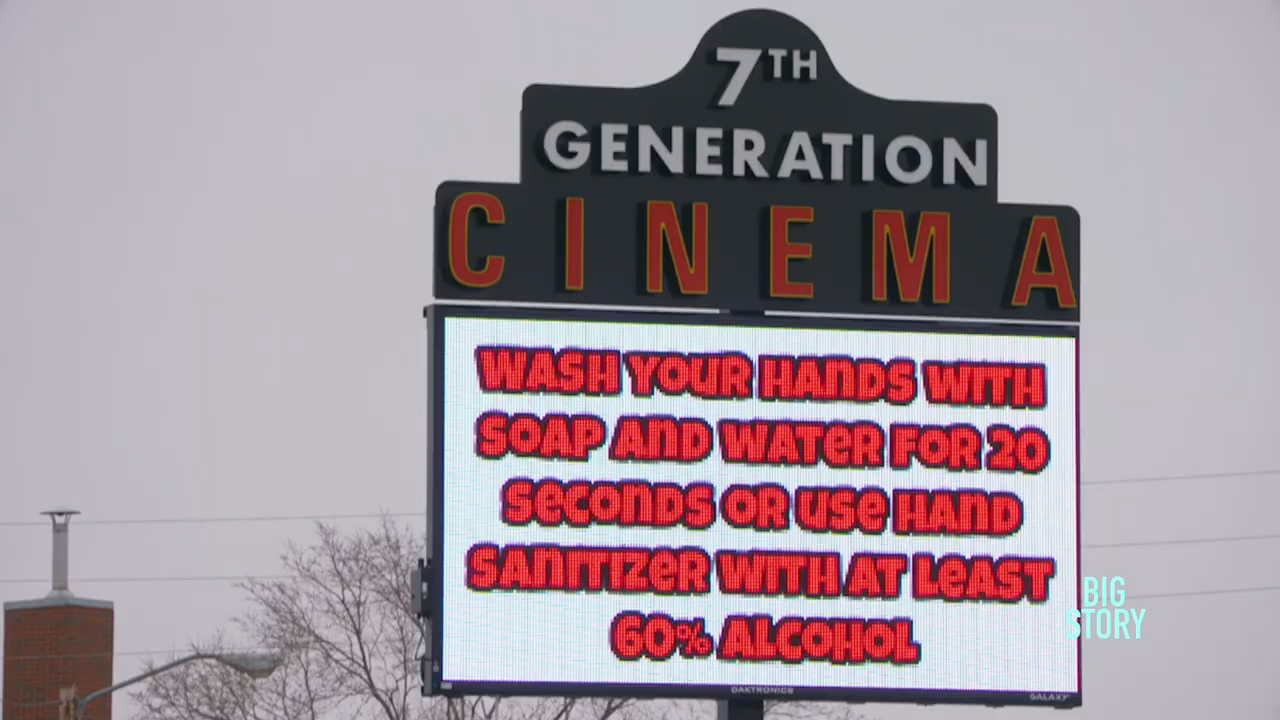 7TH
GENERATION
CINEMA
WASH YOUR HANDS WITH
SOAP AND WATER FOR 20
SECONDS OR USE HAND
SANITIZER WITH AT LEAST
60% ALCOHOL
DAKTRONICS
GALAXY
BIG
STORY